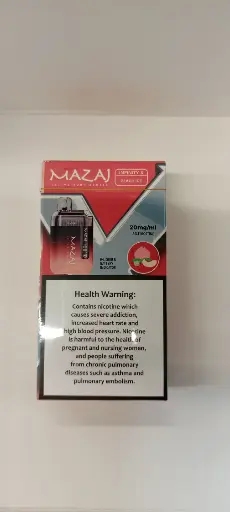 MAZAJ
INFINITY X
20mg/ml
MAZAJ
Health Warning:
Contains nicotine which
causes severe addiction,
increased heart rate and
high blood pressure. Nicotine
is harmful to the health of
pregnant and nursing women,
and people suffering
from chronic pulmonary
diseases such as asthma and
pulmonary embolism.